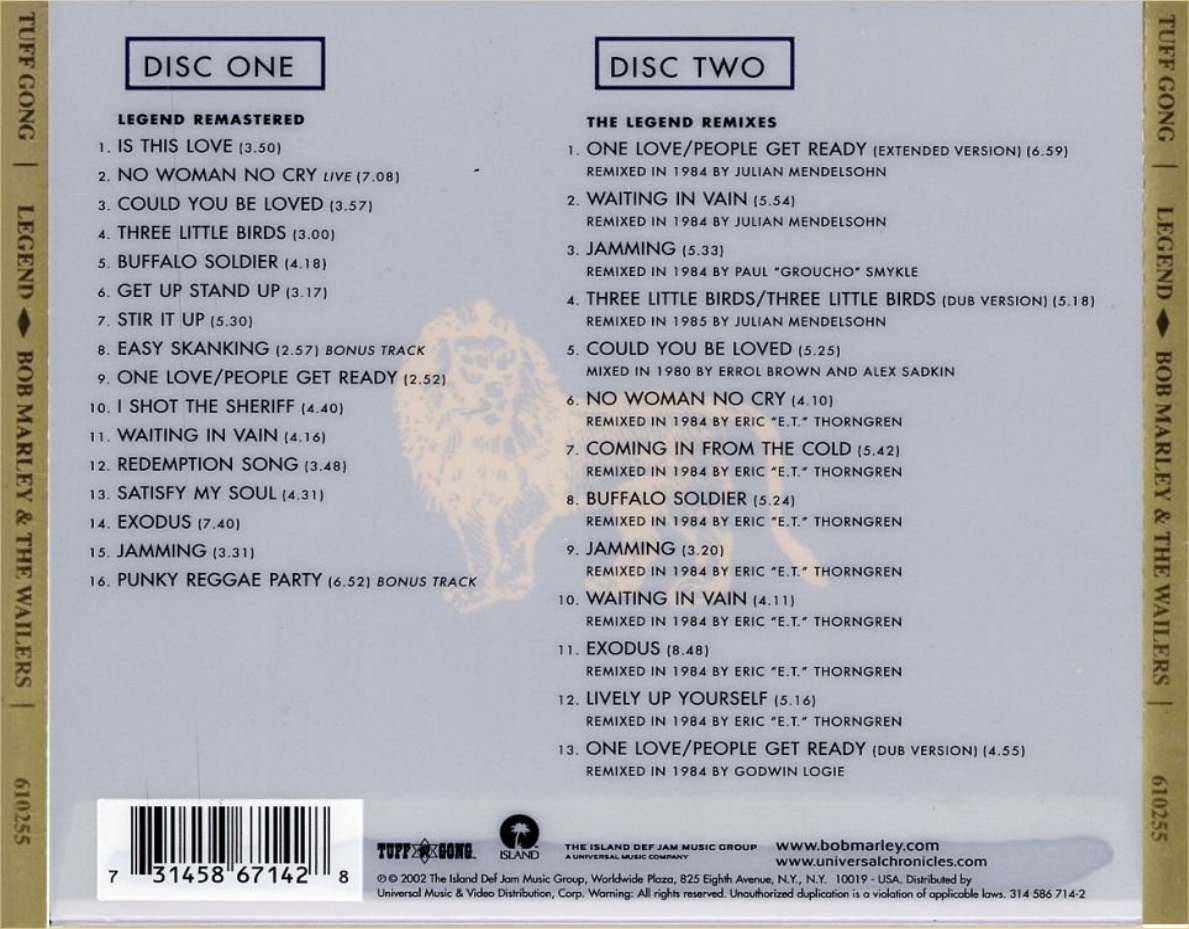 TUFF GONG | LEGEND ◆ BOB MARLEY & THE WAILERS | 610255
DISC ONE
LEGEND REMASTERED
1. IS THIS LOVE (3.50)
2. NO WOMAN NO CRY LIVE (7.08)
3. COULD YOU BE LOVED (3.57)
4. THREE LITTLE BIRDS (3.00)
5. BUFFALO SOLDIER (4.18)
6. GET UP STAND UP (3.17)
7. STIR IT UP (5.30)
8. EASY SKANKING (2.57) BONUS TRACK
9. ONE LOVE/PEOPLE GET READY (2.52)
10. I SHOT THE SHERIFF (4.40)
11. WAITING IN VAIN (4.16)
12. REDEMPTION SONG (3.48)
13. SATISFY MY SOUL (4.31)
14. EXODUS (7.40)
15. JAMMING (3.31)
16. PUNKY REGGAE PARTY (6.52) BONUS TRACK
DISC TWO
THE LEGEND REMIXES
1. ONE LOVE/PEOPLE GET READY (EXTENDED VERSION) (6.59)
REMIXED IN 1984 BY JULIAN MENDELSOHN
2. WAITING IN VAIN (5.54)
REMIXED IN 1984 BY JULIAN MENDELSOHN
3. JAMMING (5.33)
REMIXED IN 1984 BY PAUL "GROUCHO" SMYKLE
4. THREE LITTLE BIRDS/THREE LITTLE BIRDS (DUB VERSION) (5.18)
REMIXED IN 1985 BY JULIAN MENDELSOHN
5. COULD YOU BE LOVED (5.25)
MIXED IN 1980 BY ERROL BROWN AND ALEX SADKIN
6. NO WOMAN NO CRY (4.10)
REMIXED IN 1984 BY ERIC "E.T." THORNGREN
7. COMING IN FROM THE COLD (5.42)
REMIXED IN 1984 BY ERIC "E.T." THORNGREN
8. BUFFALO SOLDIER (5.24)
REMIXED IN 1984 BY ERIC "E.T." THORNGREN
9. JAMMING (3.20)
REMIXED IN 1984 BY ERIC "E.T." THORNGREN
10. WAITING IN VAIN (4.11)
REMIXED IN 1984 BY ERIC "E.T." THORNGREN
11. EXODUS (8.48)
REMIXED IN 1984 BY ERIC "E.T." THORNGREN
12. LIVELY UP YOURSELF (5.16)
REMIXED IN 1984 BY ERIC "E.T." THORNGREN
13. ONE LOVE/PEOPLE GET READY (DUB VERSION) (4.55)
REMIXED IN 1984 BY GODWIN LOGIE
7 31458 67142 8
TUFF GONG
ISLAND
THE ISLAND DEF JAM MUSIC GROUP
A UNIVERSAL MUSIC COMPANY
www.bobmarley.com
www.universalchronicles.com
℗© 2002 The Island Def Jam Music Group, Worldwide Plaza, 825 Eighth Avenue, N.Y., N.Y. 10019 - USA. Distributed by
Universal Music & Video Distribution, Corp. Warning: All rights reserved. Unauthorized duplication is a violation of applicable laws. 314 586 714-2
TUFF GONG | LEGEND ◆ BOB MARLEY & THE WAILERS | 610255